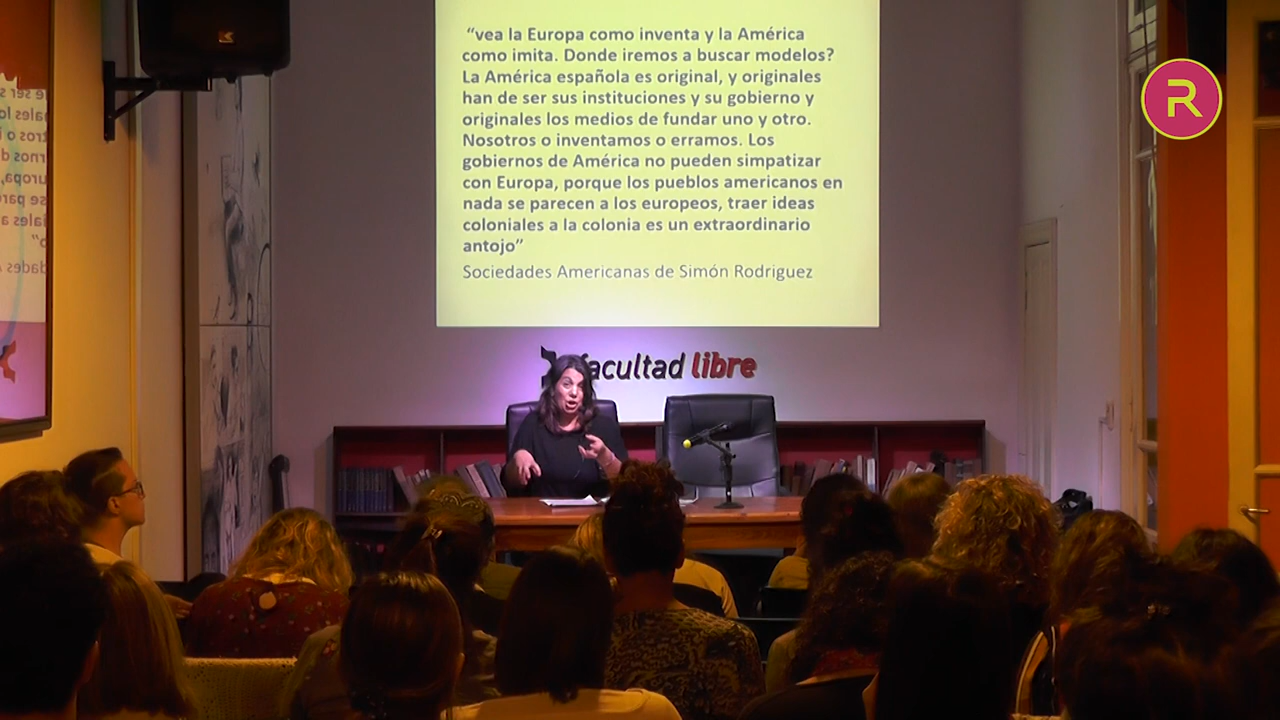 “vea la Europa como inventa y la América
como imita. Donde iremos a buscar modelos?
La América española es original, y originales
han de ser sus instituciones y su gobierno y
originales los medios de fundar uno y otro.
Nosotros o inventamos o erramos. Los
gobiernos de América no pueden simpatizar
con Europa, porque los pueblos americanos en
nada se parecen a los europeos, traer ideas
coloniales a la colonia es un extraordinario
antojo”
Sociedades Americanas de Simón Rodriguez
R
facultad libre